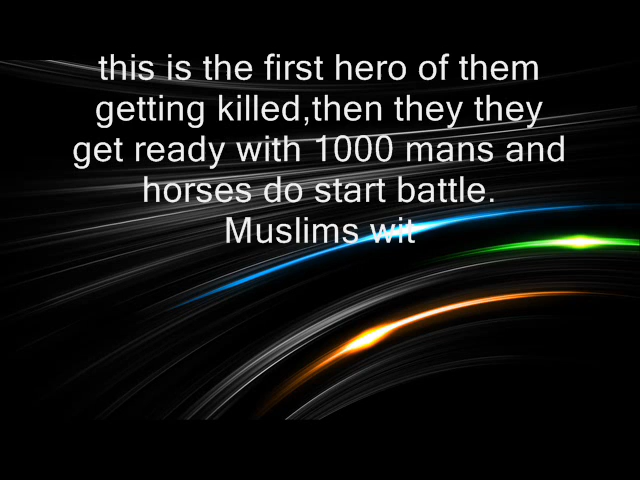 this is the first hero of them
getting killed,then they they
get ready with 1000 mans and
horses do start battle.
Muslims wit